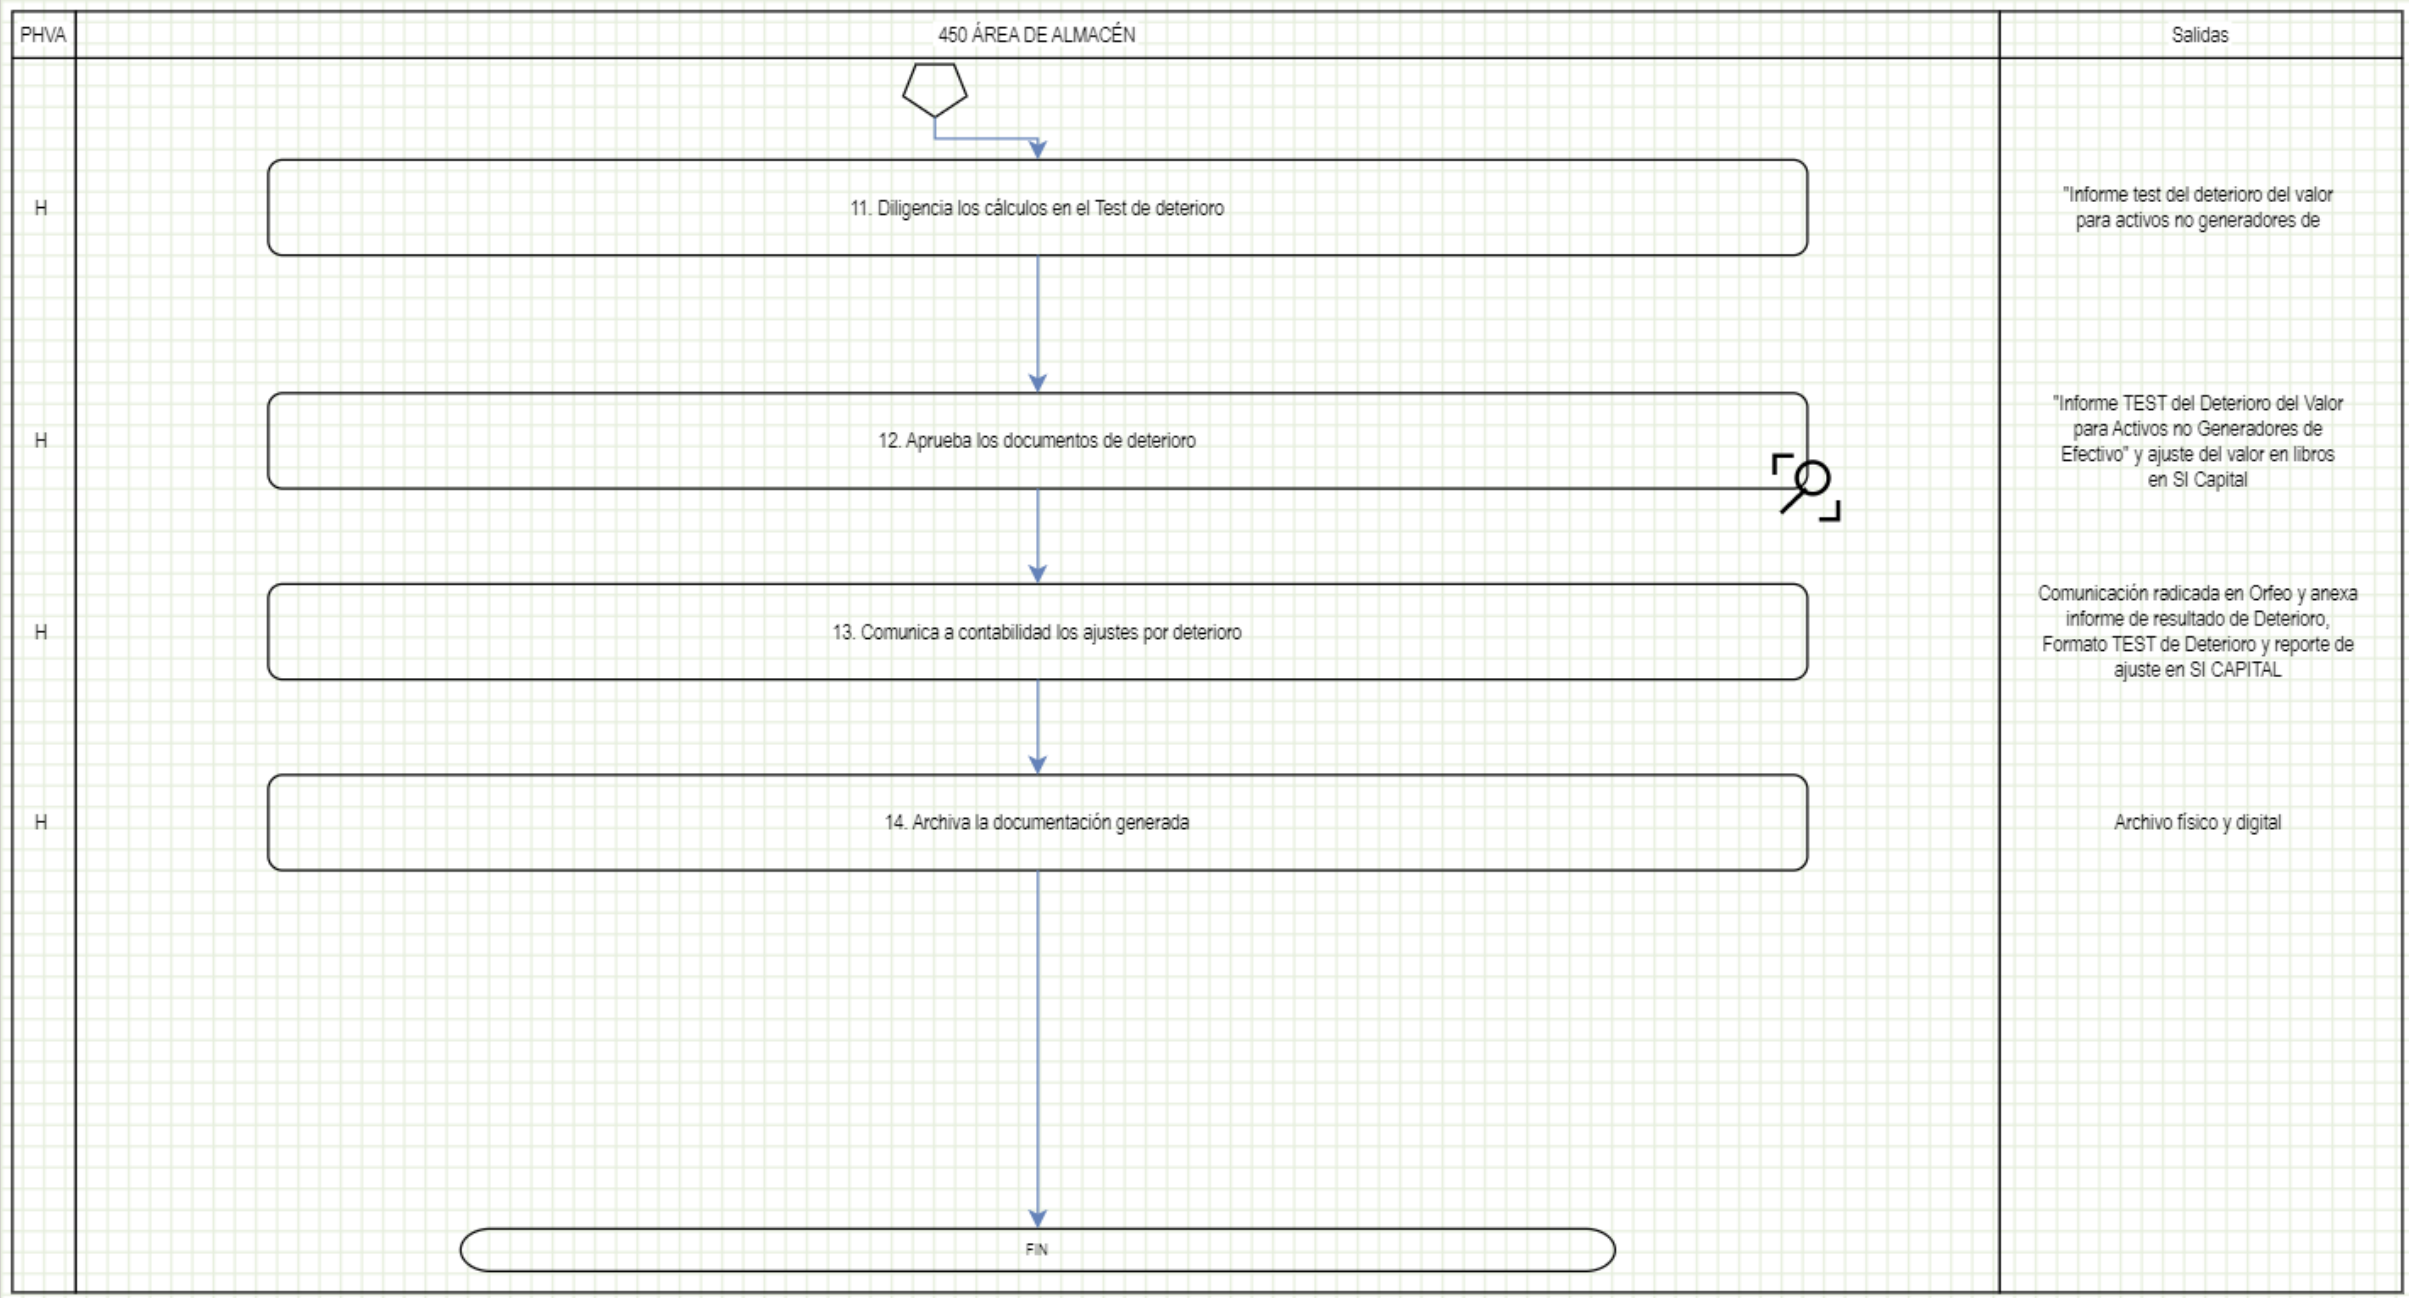 PHVA
450 ÁREA DE ALMACÉN
Salidas
H
11. Diligencia los cálculos en el Test de deterioro
"Informe test del deterioro del valor
para activos no generadores de
H
12. Aprueba los documentos de deterioro
"Informe TEST del Deterioro del Valor
para Activos no Generadores de
Efectivo" y ajuste del valor en libros
en SI Capital
H
13. Comunica a contabilidad los ajustes por deterioro
Comunicación radicada en Orfeo y anexa
informe de resultado de Deterioro,
Formato TEST de Deterioro y reporte de
ajuste en SI CAPITAL
H
14. Archiva la documentación generada
Archivo físico y digital
FIN